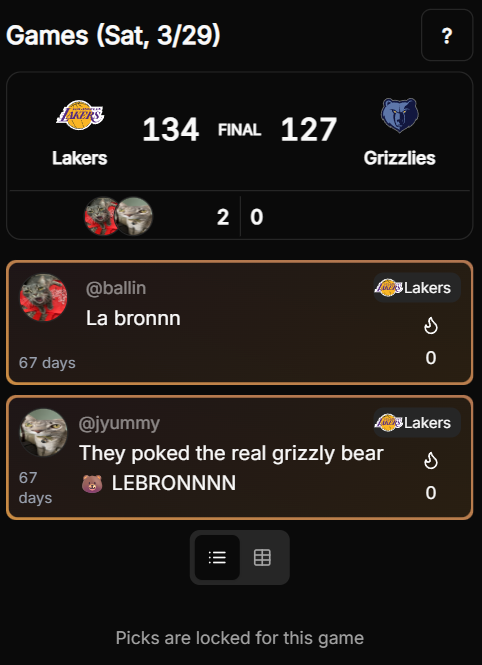 Games (Sat, 3/29)
?
LAKERS
134 FINAL 127
Lakers
Grizzlies
2 0
@ballin
Lakers
La bronnn
67 days
0
@jyummy
Lakers
They poked the real grizzly bear
🐻 LEBRONNNN
67
days
0
Picks are locked for this game